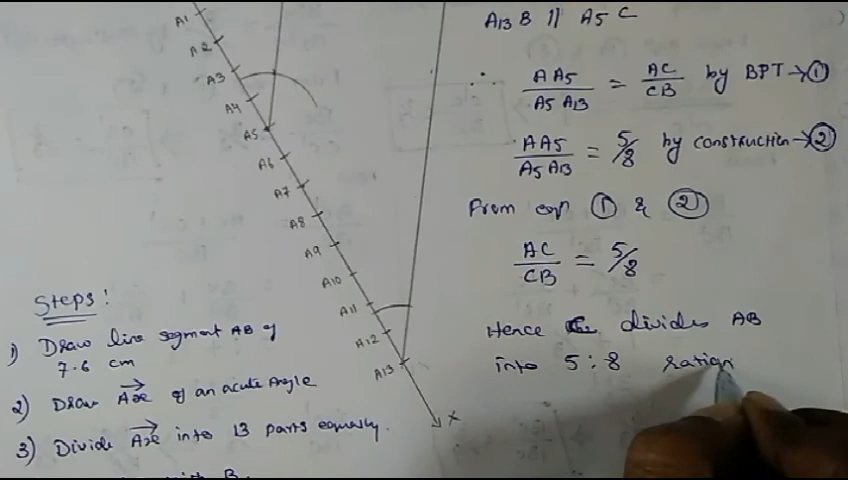 A1
A2
A3
A4
A5
A6
A7
A8
A9
A10
A11
A12
A13
X
Steps:
1) Draw line segment AB of
7.6 cm
2) Draw Ax of an acute Angle
3) Divide Ax into 13 parts equally.
B.
A13 B || A5 C
∴ AA5/A5A13 = AC/CB by BPT → ①
AA5/A5A13 = 5/8 by construction → ②
From eqn ① & ②
AC/CB = 5/8
Hence C divides AB
into 5:8 ration